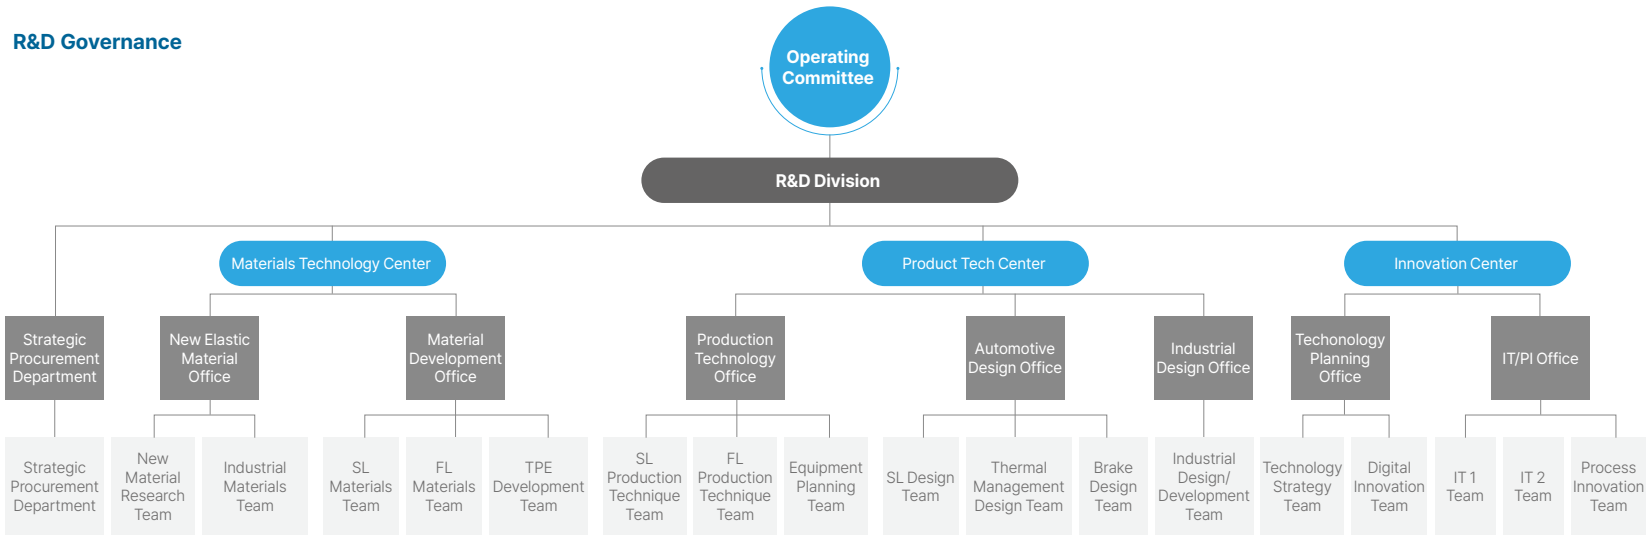 R&D Governance
Operating
Committee
R&D Division
Materials Technology Center
Product Tech Center
Innovation Center
Strategic
Procurement
Department
New Elastic
Material
Office
Material
Development
Office
Production
Technology
Office
Automotive
Design Office
Industrial
Design Office
Techonology
Planning
Office
IT/PI Office
Strategic
Procurement
Department
New
Material
Research
Team
Industrial
Materials
Team
SL
Materials
Team
FL
Materials
Team
TPE
Development
Team
SL
Production
Technique
Team
FL
Production
Technique
Team
Equipment
Planning
Team
SL Design
Team
Thermal
Management
Design Team
Brake
Design
Team
Industrial
Design/
Development
Team
Technology
Strategy
Team
Digital
Innovation
Team
IT 1
Team
IT 2
Team
Process
Innovation
Team